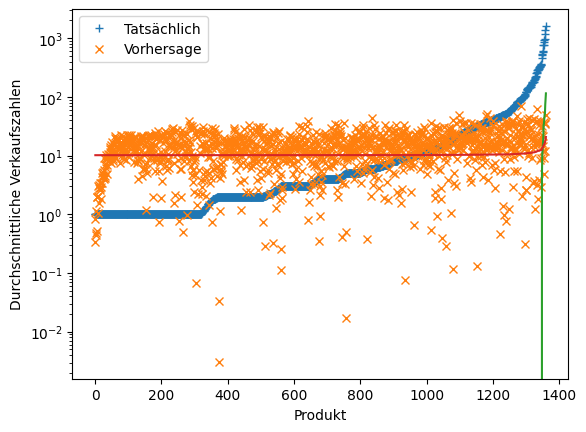 Tatsächlich
Vorhersage
Durchschnittliche Verkaufszahlen
10³
10²
10¹
10⁰
10⁻¹
10⁻²
0 200 400 600 800 1000 1200 1400
Produkt